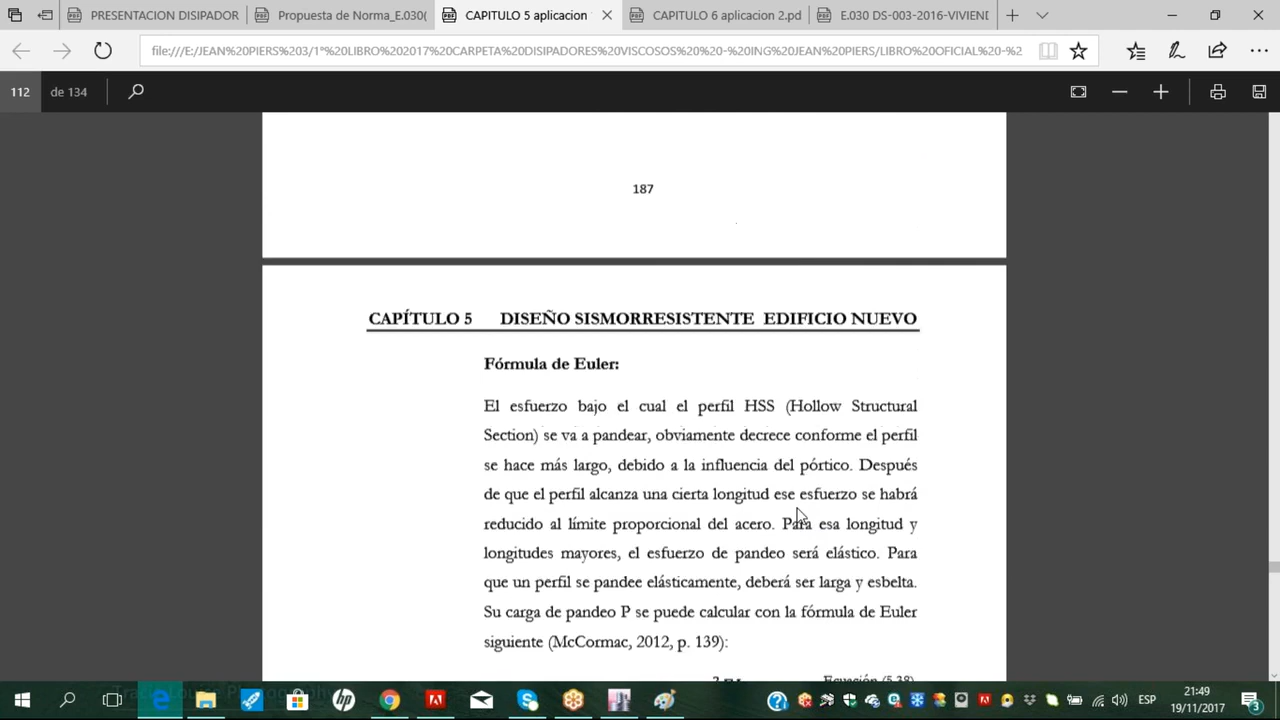 PRESENTACION DISIPADOR
Propuesta de Norma_E.030(
CAPITULO 5 aplicacion
CAPITULO 6 aplicacion 2.pd
E.030 DS-003-2016-VIVIEND
file:///E:/JEAN%20PIERS%203/1°%20LIBRO%202017%20CARPETA%20DISIPADORES%20VISCOSOS%20%20-%20ING%20JEAN%20PIERS/LIBRO%20OFICIAL%20-%2
112 de 134
187
CAPÍTULO 5 DISEÑO SISMORRESISTENTE EDIFICIO NUEVO
Fórmula de Euler:
El esfuerzo bajo el cual el perfil HSS (Hollow Structural
Section) se va a pandear, obviamente decrece conforme el perfil
se hace más largo, debido a la influencia del pórtico. Después
de que el perfil alcanza una cierta longitud ese esfuerzo se habrá
reducido al límite proporcional del acero. Para esa longitud y
longitudes mayores, el esfuerzo de pandeo será elástico. Para
que un perfil se pandee elásticamente, deberá ser larga y esbelta.
Su carga de pandeo P se puede calcular con la fórmula de Euler
siguiente (McCormac, 2012, p. 139):
Ecuación (5.38)
ESP
21:49
19/11/2017
3